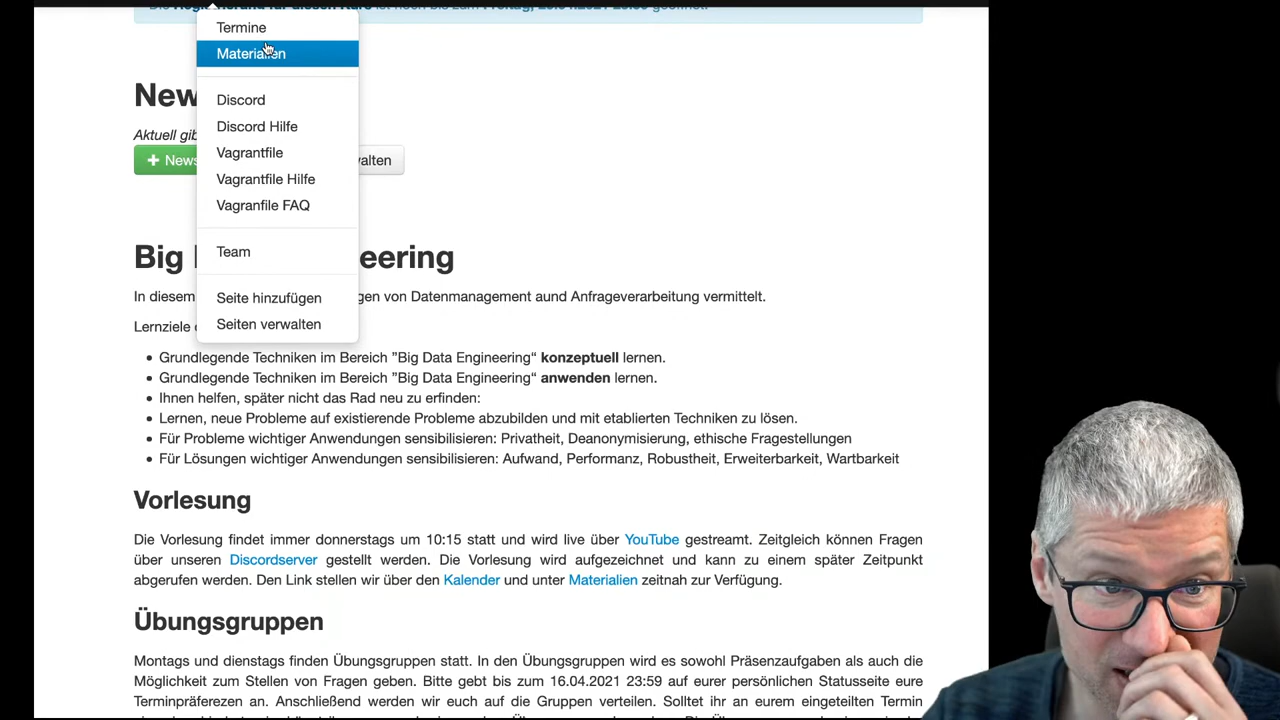 Termine
Materialien
Discord
Discord Hilfe
Vagrantfile
Vagrantfile Hilfe
Vagranfile FAQ
Team
Seite hinzufügen
Seiten verwalten
New
Aktuell
News
Big
eering
In diesem
von Datenmanagement aund Anfrageverarbeitung vermittelt.
Lernziele
• Grundlegende Techniken im Bereich ”Big Data Engineering“ konzeptuell lernen.
• Grundlegende Techniken im Bereich ”Big Data Engineering“ anwenden lernen.
• Ihnen helfen, später nicht das Rad neu zu erfinden:
• Lernen, neue Probleme auf existierende Probleme abzubilden und mit etablierten Techniken zu lösen.
• Für Probleme wichtiger Anwendungen sensibilisieren: Privatheit, Deanonymisierung, ethische Fragestellungen
• Für Lösungen wichtiger Anwendungen sensibilisieren: Aufwand, Performanz, Robustheit, Erweiterbarkeit, Wartbarkeit
Vorlesung
Die Vorlesung findet immer donnerstags um 10:15 statt und wird live über YouTube gestreamt. Zeitgleich können Fragen
über unseren Discordserver gestellt werden. Die Vorlesung wird aufgezeichnet und kann zu einem später Zeitpunkt
abgerufen werden. Den Link stellen wir über den Kalender und unter Materialien zeitnah zur Verfügung.
Übungsgruppen
Montags und dienstags finden Übungsgruppen statt. In den Übungsgruppen wird es sowohl Präsenzaufgaben als auch die
Möglichkeit zum Stellen von Fragen geben. Bitte gebt bis zum 16.04.2021 23:59 auf eurer persönlichen Statusseite eure
Terminpräferenzen an. Anschließend werden wir euch auf die Gruppen verteilen. Solltet ihr an eurem eingeteilten Termin